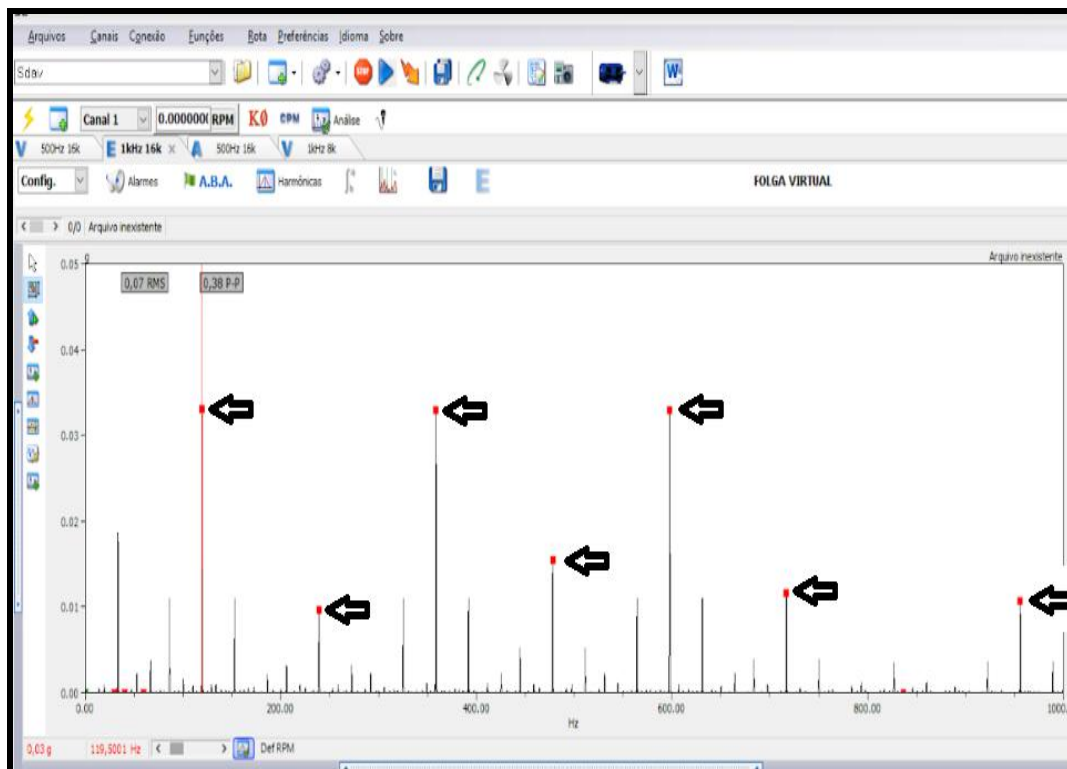 Arquivos Canais Conexão Funções Rota Preferências Idioma Sobre
Sdav
Canal 1 0.0000000 RPM KØ CPM Análise
V 500Hz 16k E 1kHz 16k × A 500Hz 16k V 1kHz 8k
Config. Alarmes A.B.A. Harmônicas E FOLGA VIRTUAL
< > 0/0 Arquivo inexistente
Arquivo inexistente
g
0,07 RMS 0,38 P-P
0.05
0.04
0.03
0.02
0.01
0.00
0.00 200.00 400.00 600.00 800.00 1000.
Hz
0,03 g 119,5001 Hz < > Def RPM